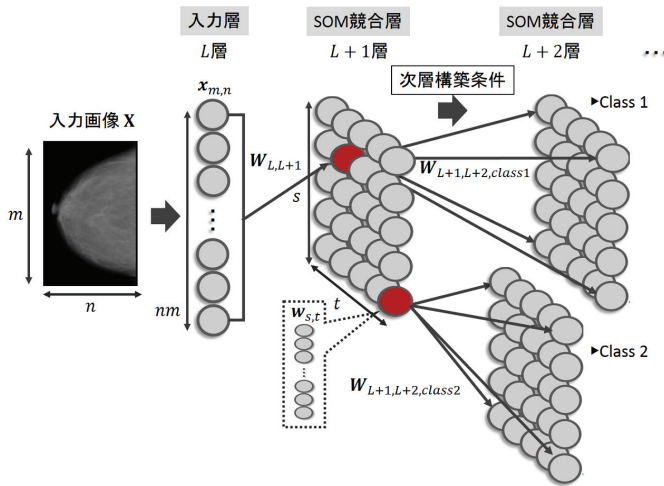 入力層
SOM競合層
SOM競合層
L層
L + 1層
L + 2層
...
x_{m,n}
次層構築条件
▶Class 1
入力画像 X
W_{L,L+1}
W_{L+1,L+2,class1}
m
s
n
nm
t
w_{s,t}
▶Class 2
W_{L+1,L+2,class2}